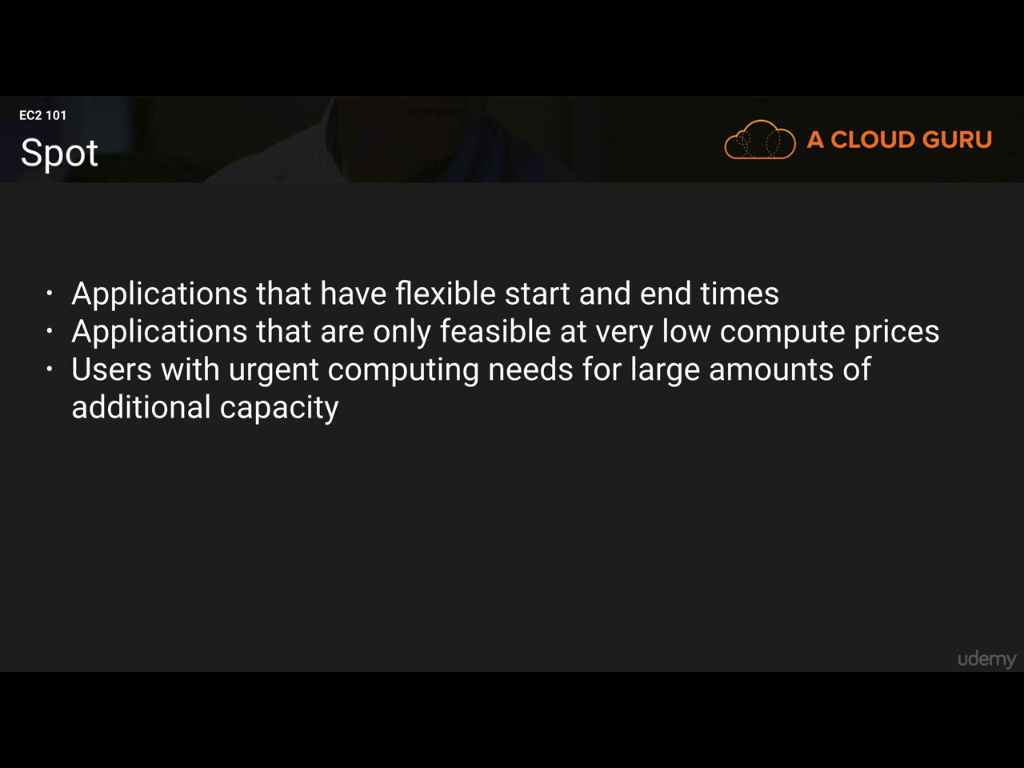 EC2 101
Spot
A CLOUD GURU
• Applications that have flexible start and end times
• Applications that are only feasible at very low compute prices
• Users with urgent computing needs for large amounts of
additional capacity
udemy